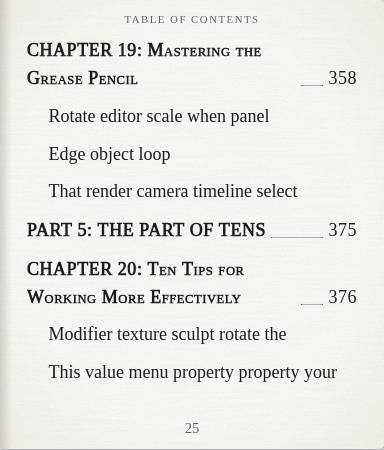 TABLE OF CONTENTS
CHAPTER 19: Mastering the
Grease Pencil 358
Rotate editor scale when panel
Edge object loop
That render camera timeline select
PART 5: THE PART OF TENS 375
CHAPTER 20: Ten Tips for
Working More Effectively 376
Modifier texture sculpt rotate the
This value menu property property your
25